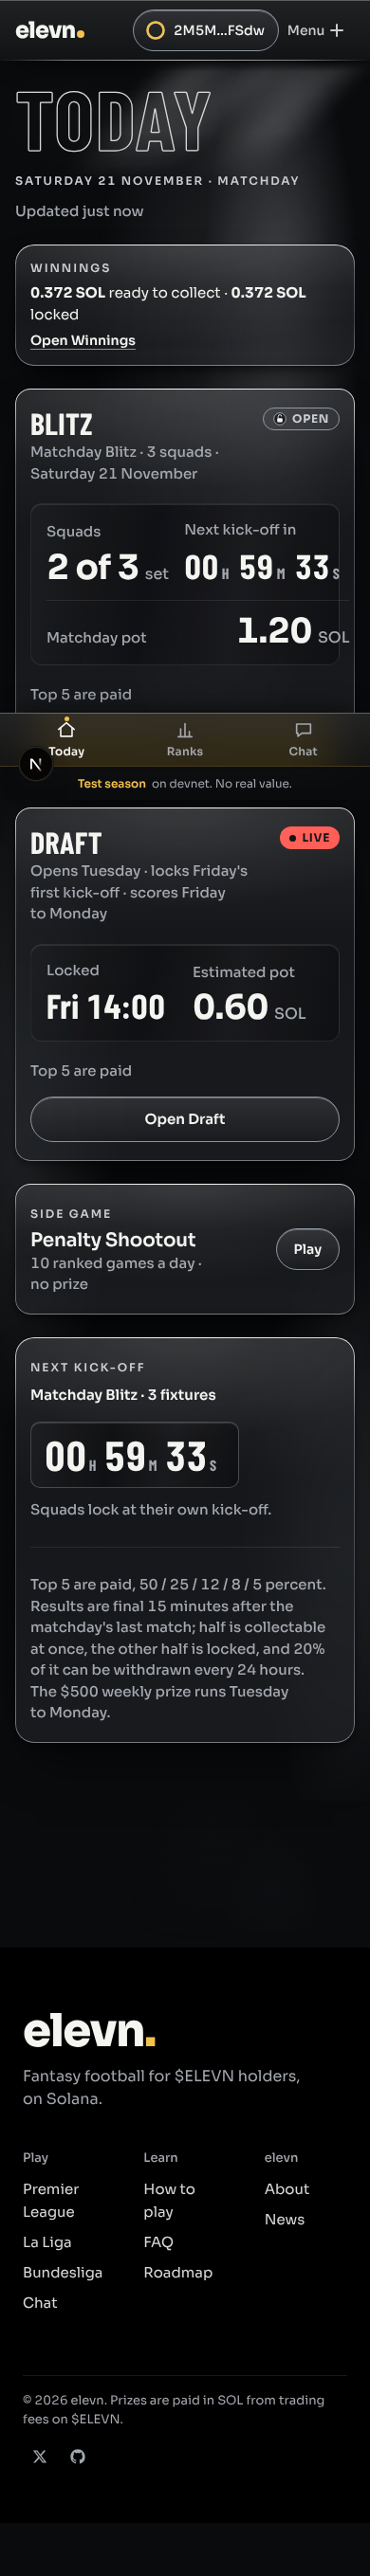 elevn.
2M5M...FSdw
Menu
TODAY
SATURDAY 21 NOVEMBER · MATCHDAY
Updated just now
WINNINGS
0.372 SOL ready to collect · 0.372 SOL
locked
Open Winnings
BLITZ
OPEN
Matchday Blitz · 3 squads ·
Saturday 21 November
Squads
Next kick-off in
2 of 3 set
00 H 59 M 33 S
Matchday pot
1.20 SOL
Top 5 are paid
Today
Ranks
Chat
N
Test season on devnet. No real value.
DRAFT
LIVE
Opens Tuesday · locks Friday's
first kick-off · scores Friday
to Monday
Locked
Estimated pot
Fri 14:00
0.60 SOL
Top 5 are paid
Open Draft
SIDE GAME
Penalty Shootout
10 ranked games a day ·
no prize
Play
NEXT KICK-OFF
Matchday Blitz · 3 fixtures
00 H 59 M 33 S
Squads lock at their own kick-off.
Top 5 are paid, 50 / 25 / 12 / 8 / 5 percent.
Results are final 15 minutes after the
matchday's last match; half is collectable
at once, the other half is locked, and 20%
of it can be withdrawn every 24 hours.
The $500 weekly prize runs Tuesday
to Monday.
elevn.
Fantasy football for $ELEVN holders,
on Solana.
Play
Learn
elevn
Premier
League
How to
play
About
News
La Liga
FAQ
Bundesliga
Roadmap
Chat
© 2026 elevn. Prizes are paid in SOL from trading
fees on $ELEVN.